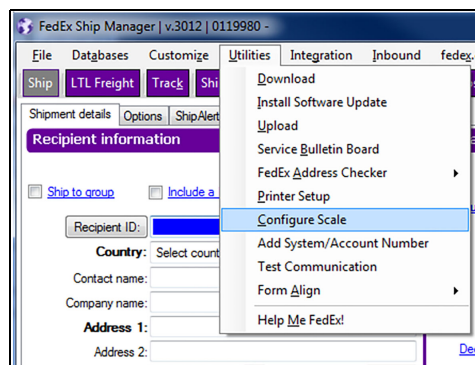 FedEx Ship Manager | v.3012 | 0119980 -
File Databases Customize Utilities Integration Inbound fedex.
Ship LTL Freight Track Shi
Shipment details Options ShipAlert
Recipient information
Ship to group Include a
Recipient ID:
Country: Select count
Contact name:
Company name:
Address 1:
Address 2:
Download
Install Software Update
Upload
Service Bulletin Board
FedEx Address Checker
Printer Setup
Configure Scale
Add System/Account Number
Test Communication
Form Align
Help Me FedEx!